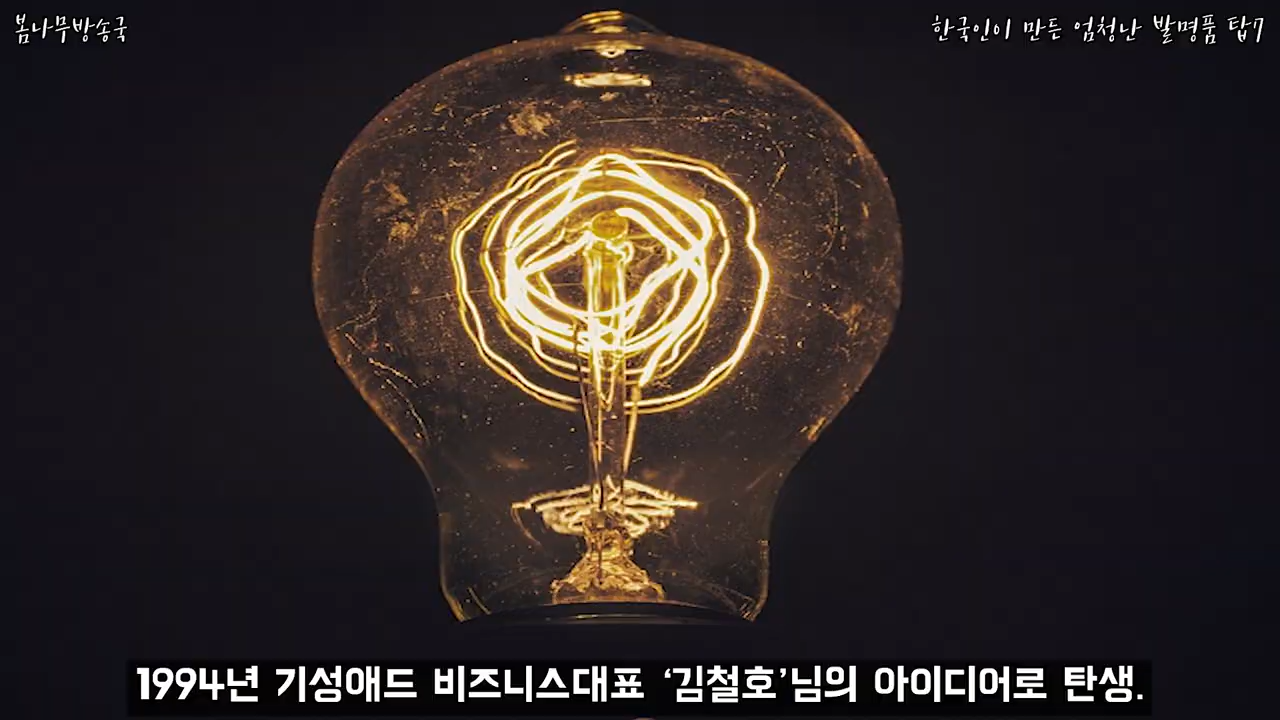 봄나무방송국
한국인이 만든 엄청난 발명품 탑7
1994년 기성애드 비즈니스대표 ‘김철호’님의 아이디어로 탄생.